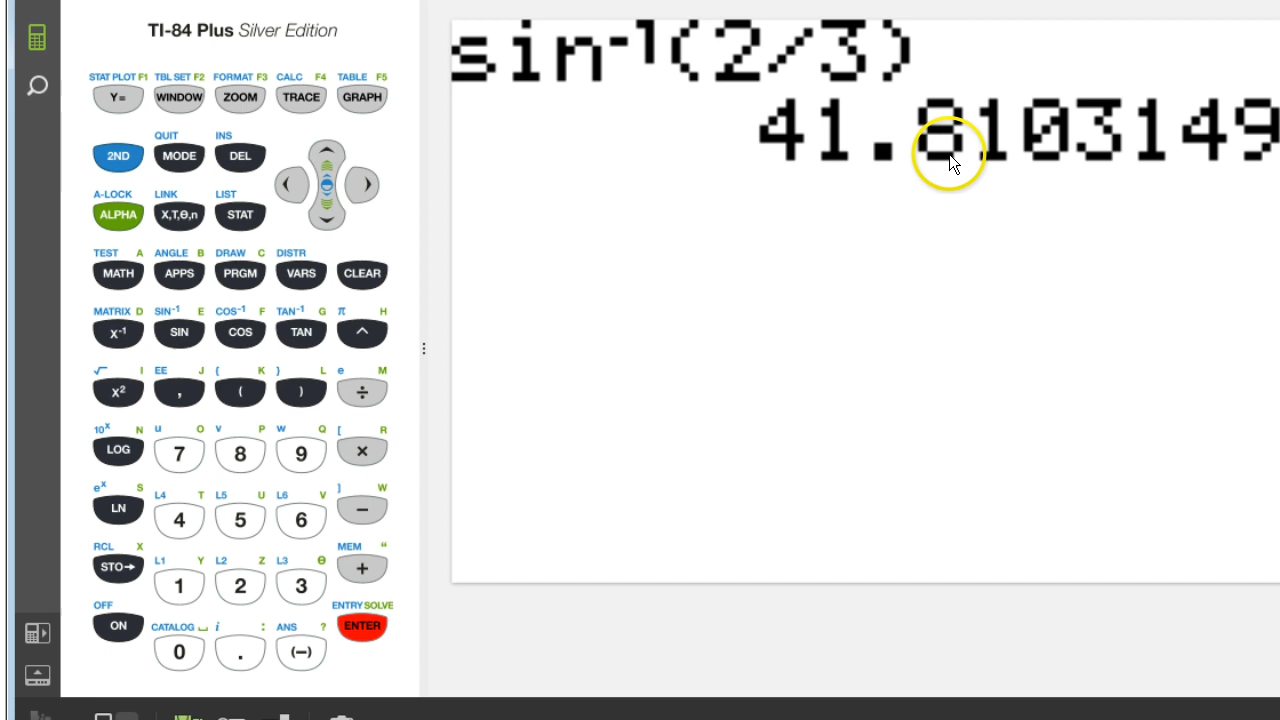 TI-84 Plus Silver Edition
sin⁻¹(2/3)
41.8103149
STAT PLOT F1 TBL SET F2 FORMAT F3 CALC F4 TABLE F5
Y= WINDOW ZOOM TRACE GRAPH
QUIT INS
2ND MODE DEL
A-LOCK LINK LIST
ALPHA X,T,Θ,n STAT
TEST A ANGLE B DRAW C DISTR
MATH APPS PRGM VARS CLEAR
MATRIX D SIN⁻¹ E COS⁻¹ F TAN⁻¹ G π H
X⁻¹ SIN COS TAN ^
√ I EE J { K } L e M
X² , ( ) ÷
10ˣ N u O v P w Q [ R
LOG 7 8 9 ×
eˣ S L4 T L5 U L6 V ] W
LN 4 5 6 −
RCL X L1 Y L2 Z L3 Θ MEM “
STO→ 1 2 3 +
OFF CATALOG ⎵ i : ANS ? ENTRY SOLVE
ON 0 . (−) ENTER